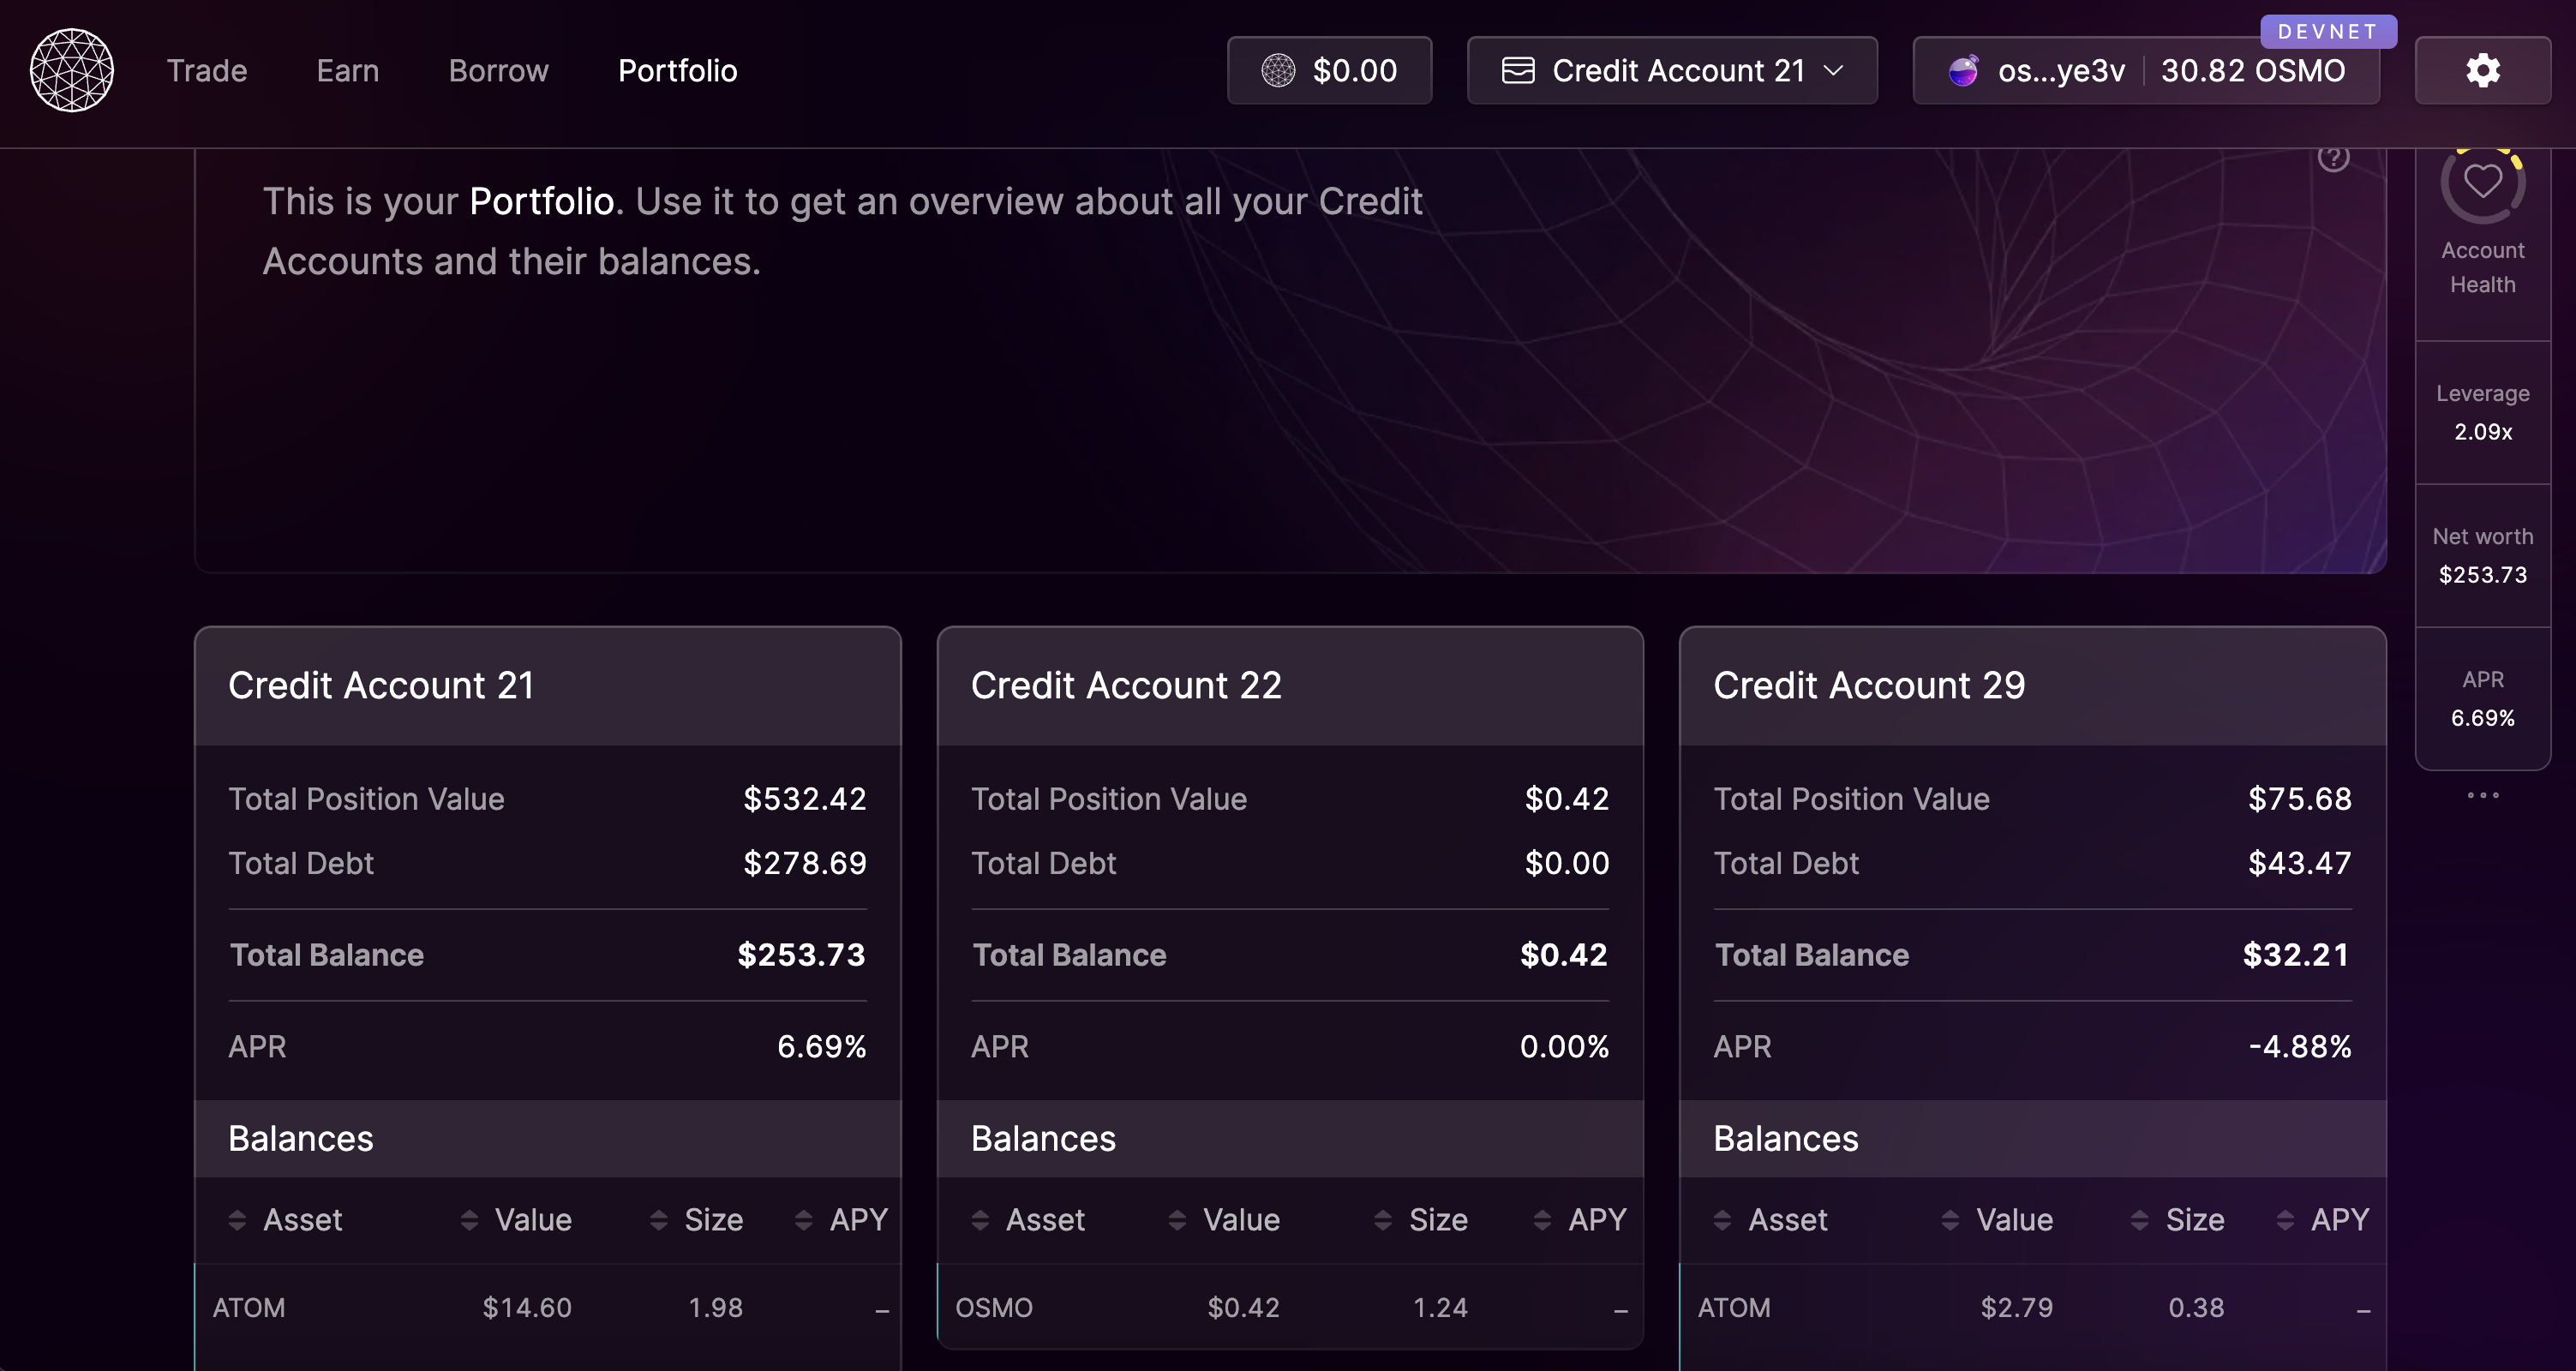 DEVNET
Trade Earn Borrow Portfolio $0.00 Credit Account 21 os...ye3v 30.82 OSMO
This is your Portfolio. Use it to get an overview about all your Credit
Accounts and their balances.
?
Account
Health
Leverage
2.09x
Net worth
$253.73
APR
6.69%
Credit Account 21
Total Position Value $532.42
Total Debt $278.69
Total Balance $253.73
APR 6.69%
Balances
Asset Value Size APY
ATOM $14.60 1.98 –
Credit Account 22
Total Position Value $0.42
Total Debt $0.00
Total Balance $0.42
APR 0.00%
Balances
Asset Value Size APY
OSMO $0.42 1.24 –
Credit Account 29
Total Position Value $75.68
Total Debt $43.47
Total Balance $32.21
APR -4.88%
Balances
Asset Value Size APY
ATOM $2.79 0.38 –